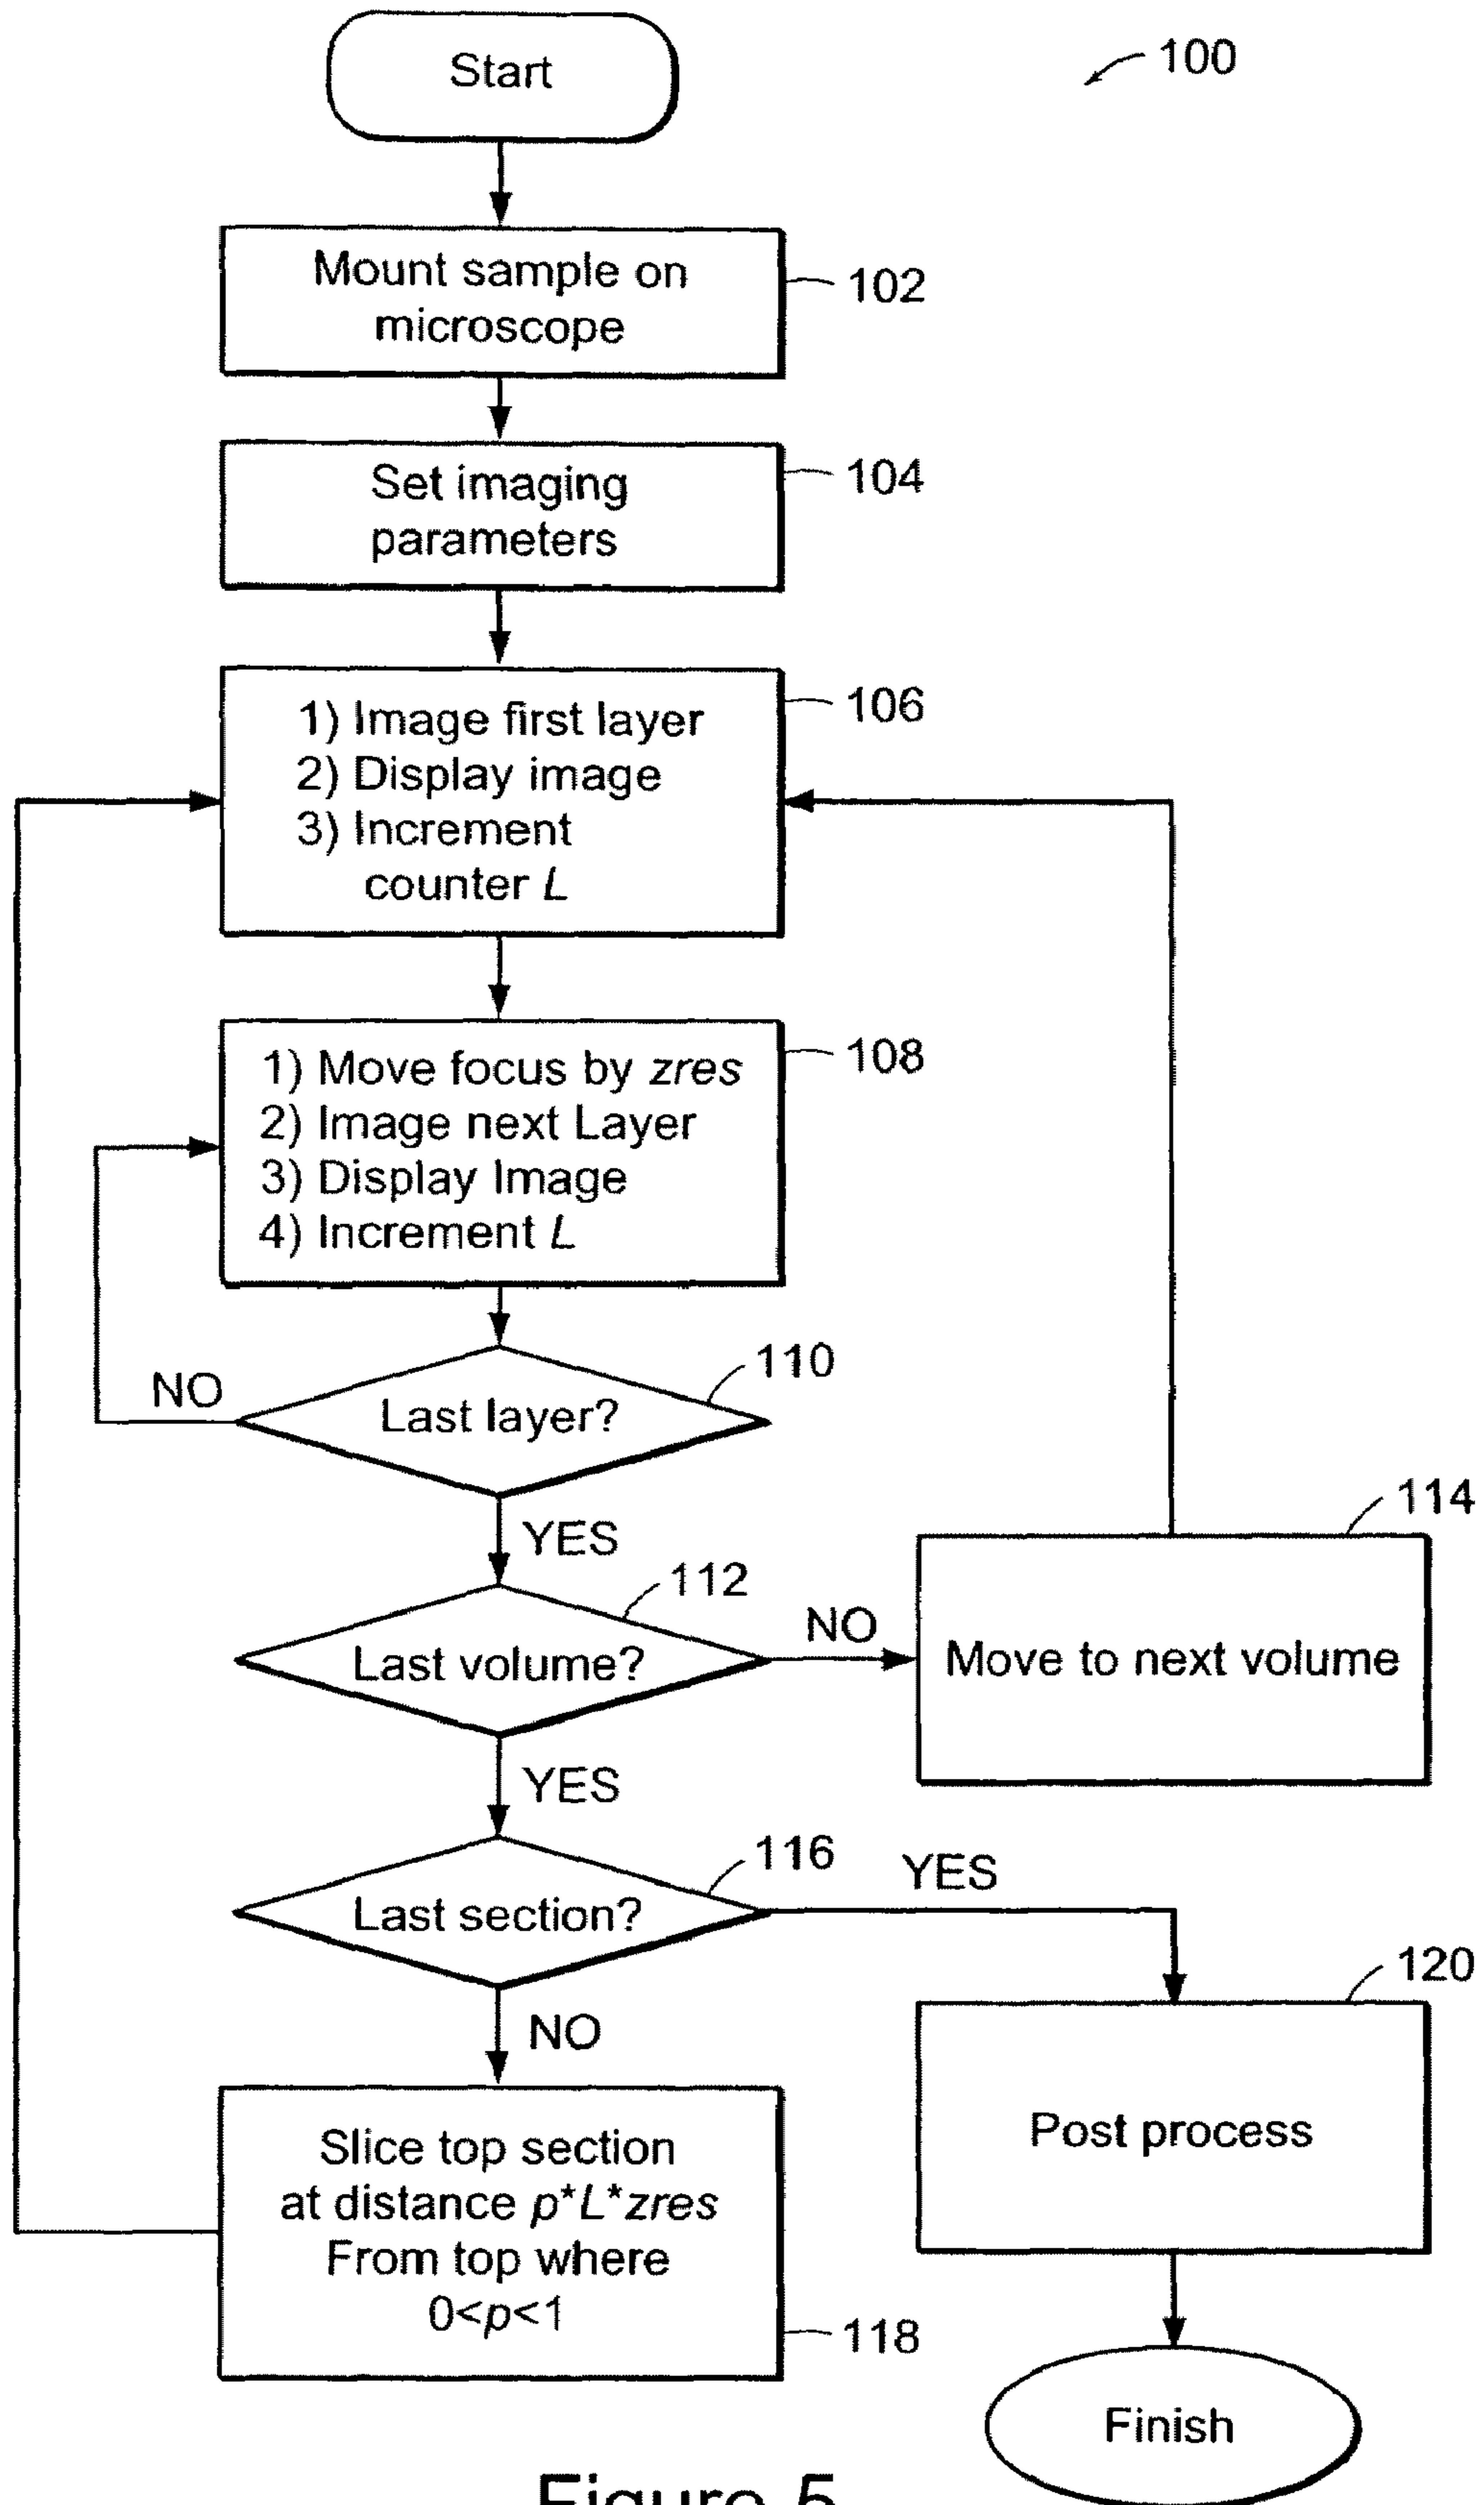 Start
100
Mount sample on
microscope
102
Set imaging
parameters
104
1) Image first layer
2) Display image
3) Increment
counter L
106
1) Move focus by zres
2) Image next Layer
3) Display Image
4) Increment L
108
NO
Last layer?
110
YES
Last volume?
112
NO
Move to next volume
114
YES
Last section?
116
YES
NO
Slice top section
at distance p*L*zres
From top where
0<p<1
118
Post process
120
Finish
Figure 5